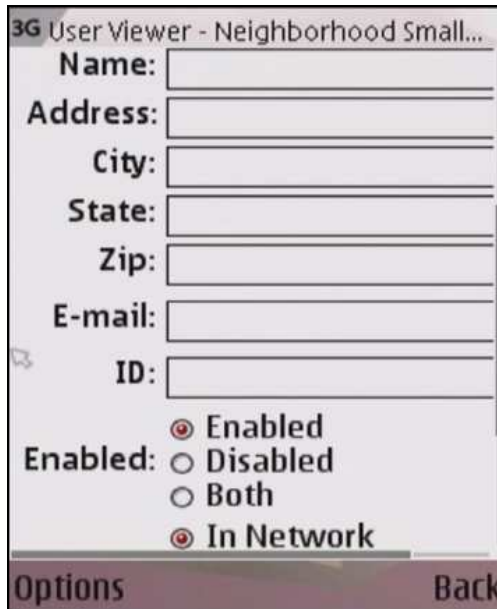 3G User Viewer - Neighborhood Small...
Name:
Address:
City:
State:
Zip:
E-mail:
ID:
Enabled
Enabled: Disabled
Both
In Network
Options Back